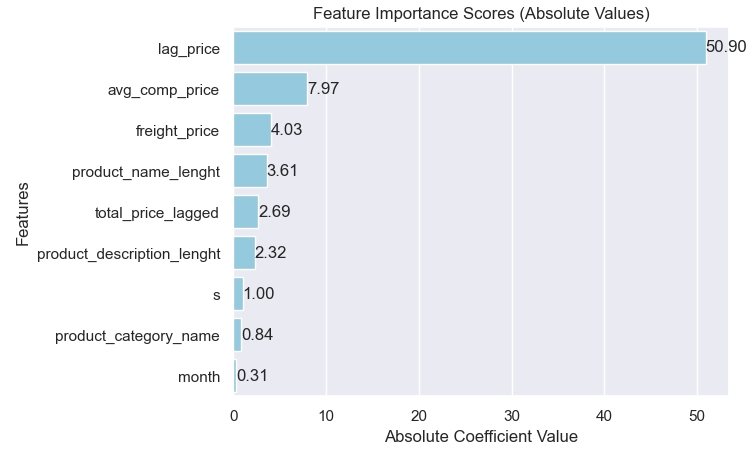 Feature Importance Scores (Absolute Values)
Features
lag_price 50.90
avg_comp_price 7.97
freight_price 4.03
product_name_lenght 3.61
total_price_lagged 2.69
product_description_lenght 2.32
s 1.00
product_category_name 0.84
month 0.31
0 10 20 30 40 50
Absolute Coefficient Value